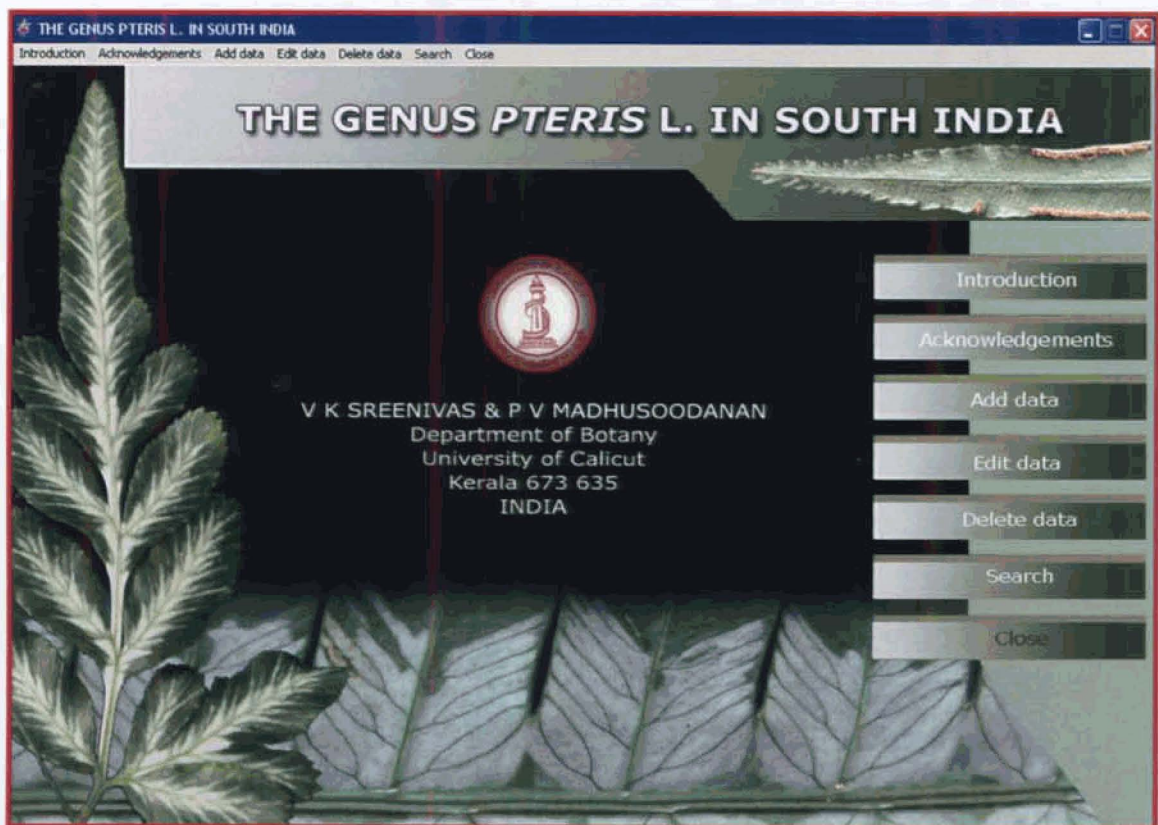 THE GENUS PTERIS L. IN SOUTH INDIA
Introduction Acknowledgements Add data Edit data Delete data Search Close
THE GENUS PTERIS L. IN SOUTH INDIA
Introduction
Acknowledgements
Add data
Edit data
Delete data
Search
Close
V K SREENIVAS & P V MADHUSOODANAN
Department of Botany
University of Calicut
Kerala 673 635
INDIA